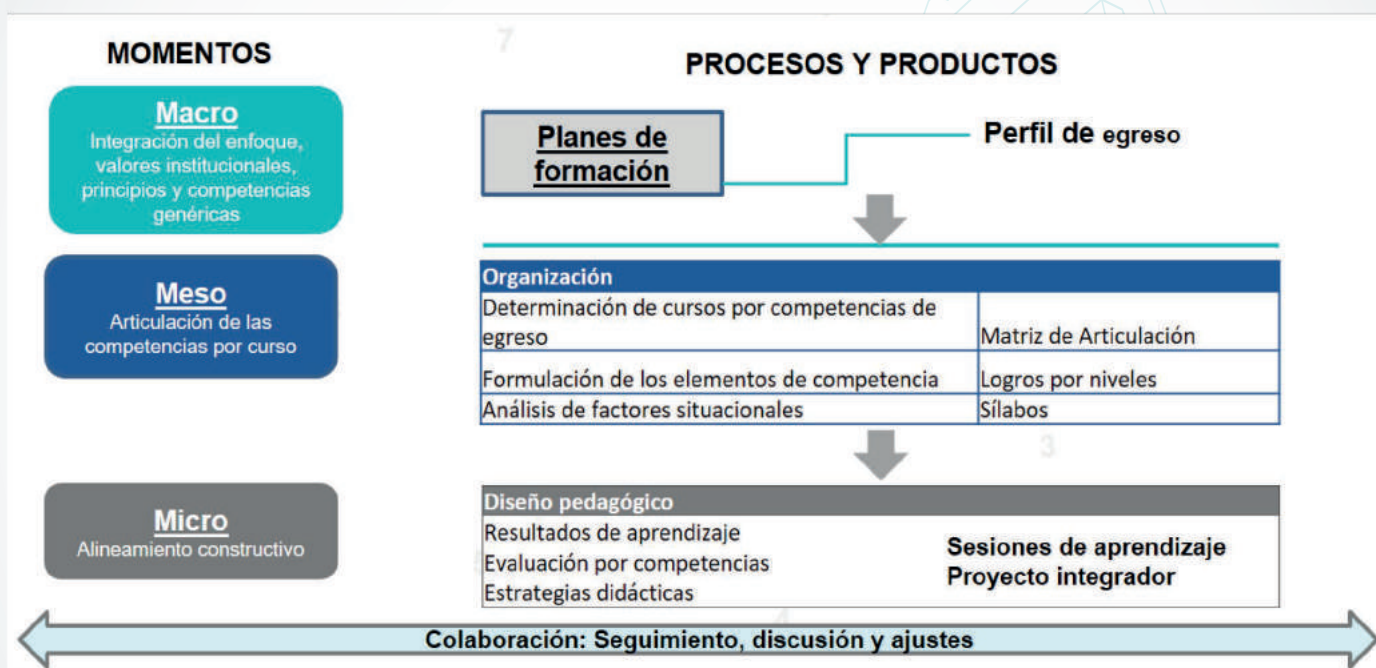 MOMENTOS
PROCESOS Y PRODUCTOS
Macro
Integración del enfoque,
valores institucionales,
principios y competencias
genéricas
Planes de
formación
Perfil de egreso
Meso
Articulación de las
competencias por curso
Organización
Determinación de cursos por competencias de
egreso
Matriz de Articulación
Formulación de los elementos de competencia
Logros por niveles
Análisis de factores situacionales
Sílabos
Micro
Alineamiento constructivo
Diseño pedagógico
Resultados de aprendizaje
Evaluación por competencias
Estrategias didácticas
Sesiones de aprendizaje
Proyecto integrador
Colaboración: Seguimiento, discusión y ajustes
7
3